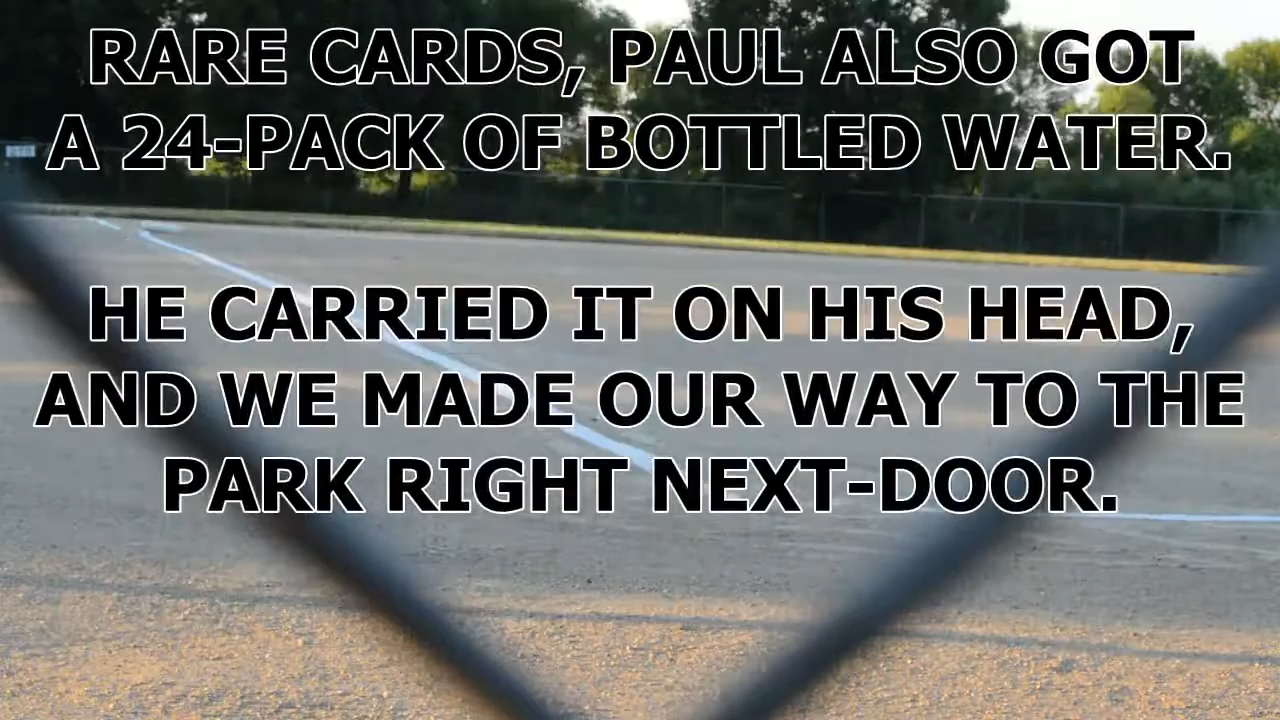 RARE CARDS, PAUL ALSO GOT
A 24-PACK OF BOTTLED WATER.
HE CARRIED IT ON HIS HEAD,
AND WE MADE OUR WAY TO THE
PARK RIGHT NEXT-DOOR.